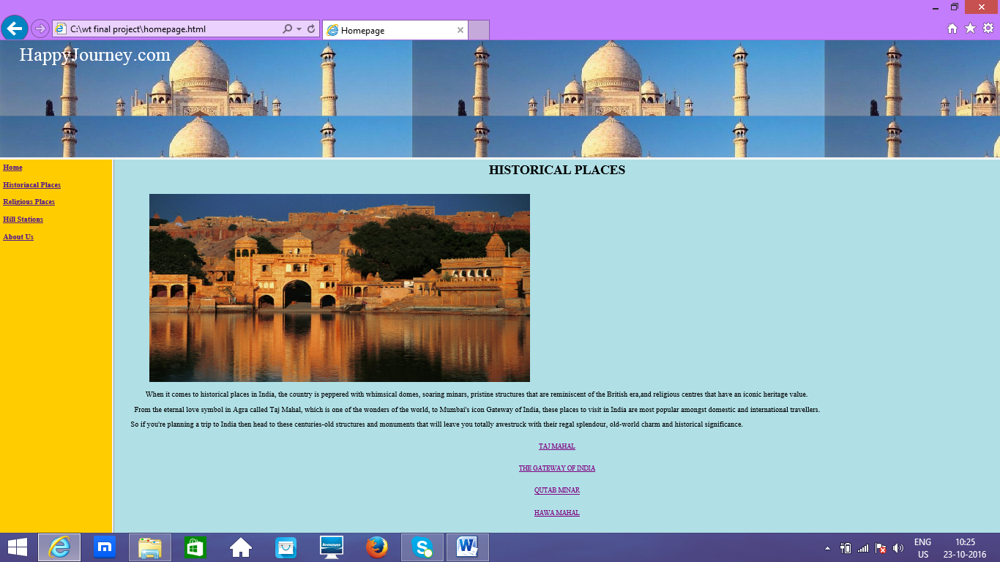 C:\wt final project\homepage.html
Homepage
HappyJourney.com
Home
Historiacal Places
Religious Places
Hill Stations
About Us
HISTORICAL PLACES
When it comes to historical places in India, the country is peppered with whimsical domes, soaring minars, pristine structures that are reminiscent of the British era,and religious centres that have an iconic heritage value.
From the eternal love symbol in Agra called Taj Mahal, which is one of the wonders of the world, to Mumbai's icon Gateway of India, these places to visit in India are most popular amongst domestic and international travellers.
So if you're planning a trip to India then head to these centuries-old structures and monuments that will leave you totally awestruck with their regal splendour, old-world charm and historical significance.
TAJ MAHAL
THE GATEWAY OF INDIA
QUTAB MINAR
HAWA MAHAL
lenovo
ENG
US
10:25
23-10-2016